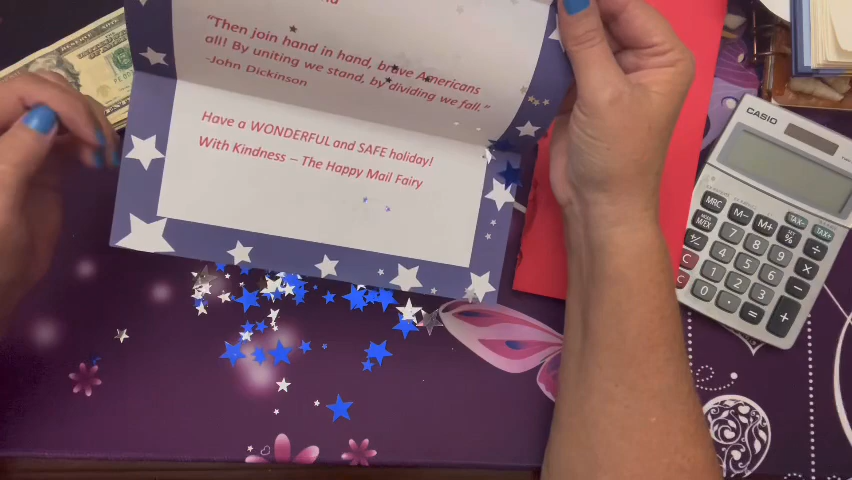 "Then join hand in hand, brave Americans
all! By uniting we stand, by dividing we fall."
-John Dickinson
Have a WONDERFUL and SAFE holiday!
With Kindness – The Happy Mail Fairy
CASIO
MRC M- M+ TAX- TAX+
7 8 9 % ÷
+/- 4 5 6 ×
C 1 2 3 -
C 0 · = +